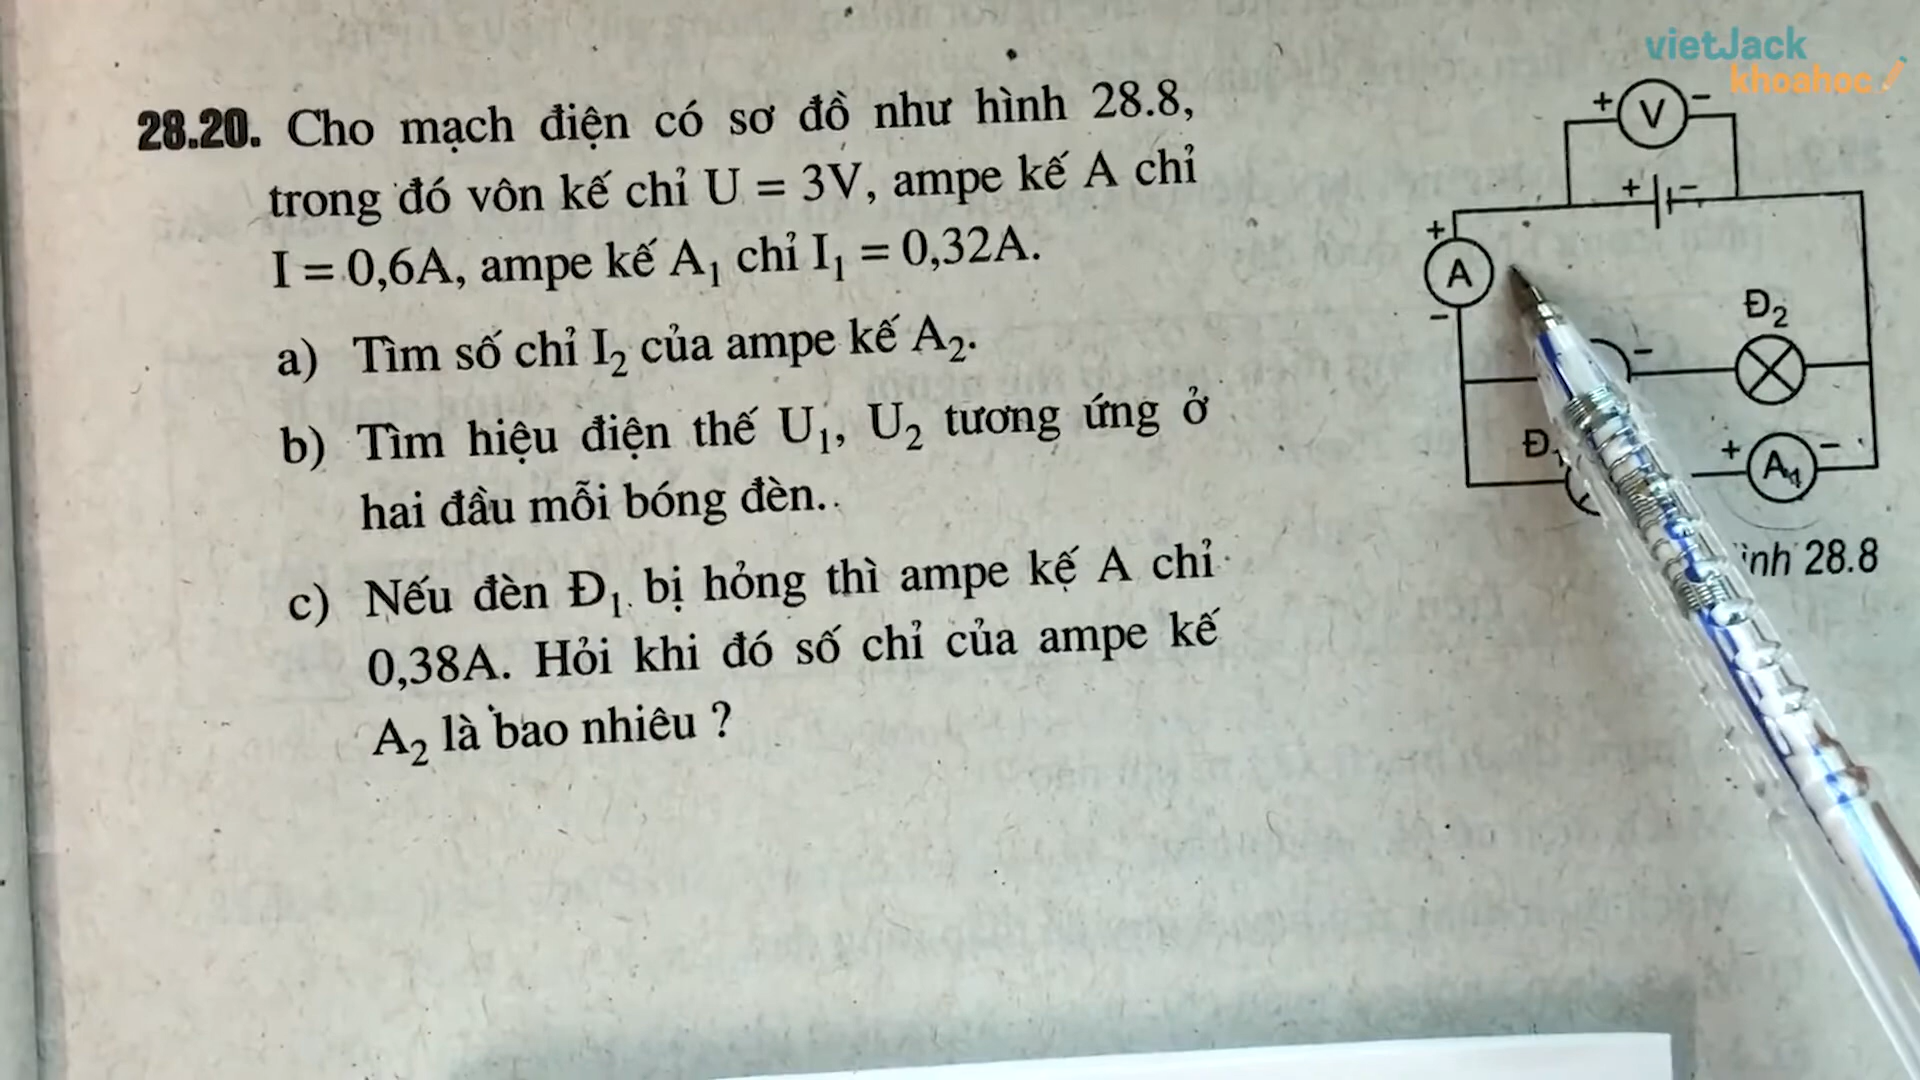 vietJack
khoahoc
28.20. Cho mạch điện có sơ đồ như hình 28.8,
trong đó vôn kế chỉ U = 3V, ampe kế A chỉ
I = 0,6A, ampe kế A₁ chỉ I₁ = 0,32A.
a) Tìm số chỉ I₂ của ampe kế A₂.
b) Tìm hiệu điện thế U₁, U₂ tương ứng ở
hai đầu mỗi bóng đèn.
c) Nếu đèn Đ₁ bị hỏng thì ampe kế A chỉ
0,38A. Hỏi khi đó số chỉ của ampe kế
A₂ là bao nhiêu ?
+ V −
+ −
+
A
−
Đ₂
−
Đ₁
+ A₁ −
28.8